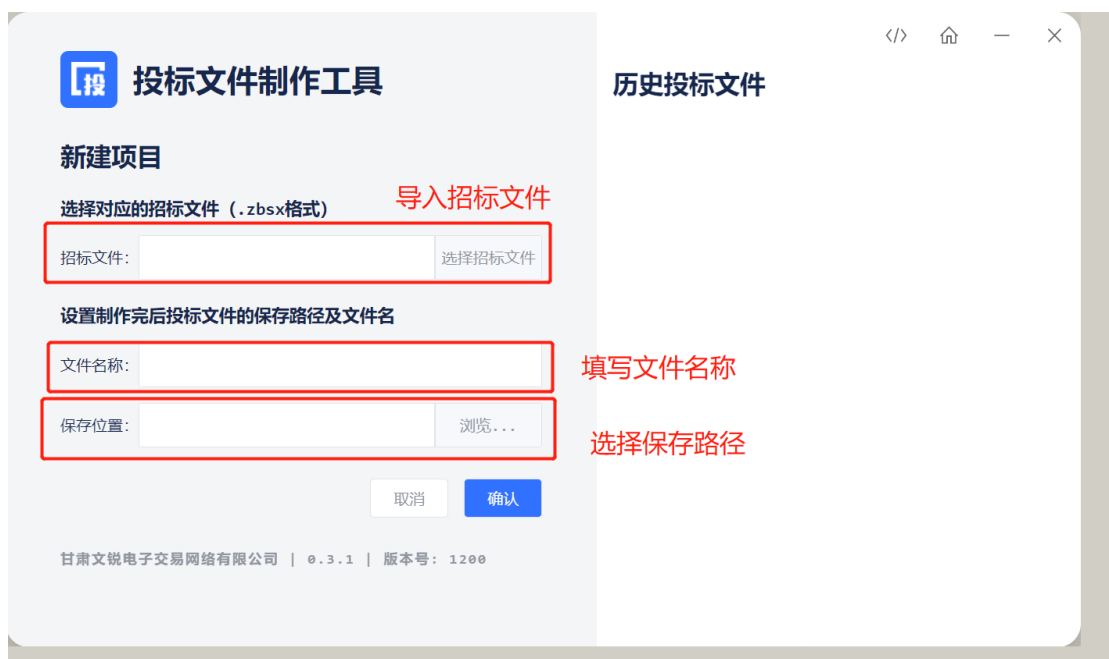 投
投标文件制作工具
历史投标文件
新建项目
选择对应的招标文件（.zbsx格式）
导入招标文件
招标文件：
选择招标文件
设置制作完后投标文件的保存路径及文件名
文件名称：
填写文件名称
保存位置：
浏览...
选择保存路径
取消
确认
甘肃文锐电子交易网络有限公司 | 0.3.1 | 版本号: 1200